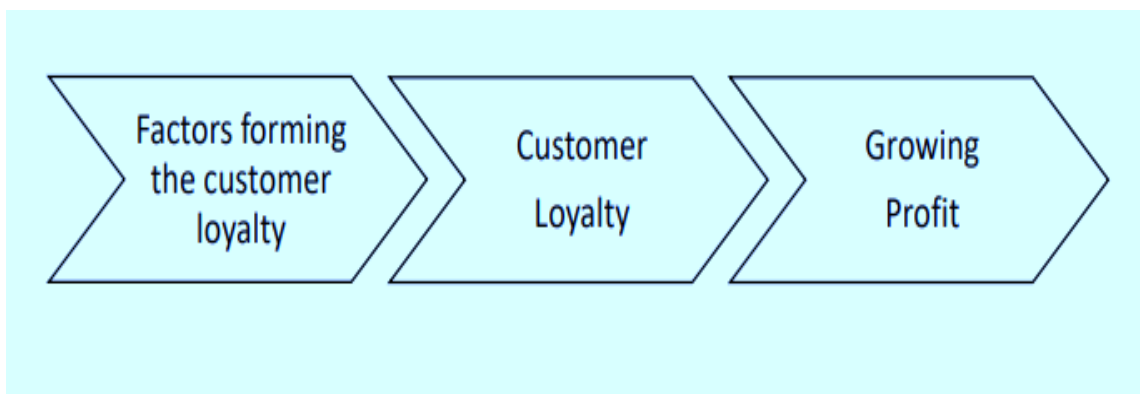 Factors forming
the customer
loyalty
Customer
Loyalty
Growing
Profit